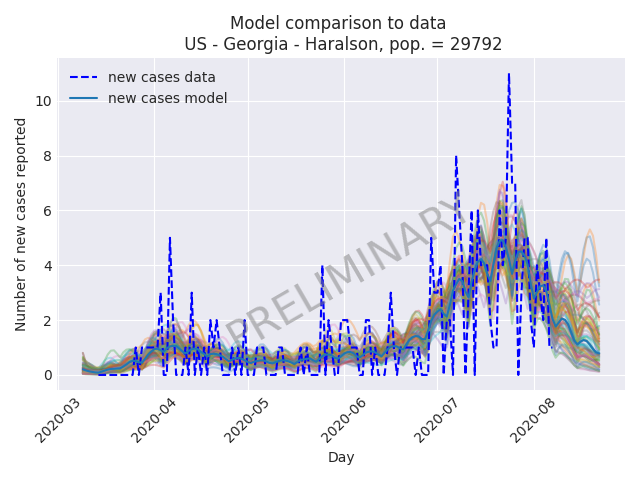 Model comparison to data
US - Georgia - Haralson, pop. = 29792
new cases data
new cases model
PRELIMINARY
Number of new cases reported
10
8
6
4
2
0
2020-03
2020-04
2020-05
2020-06
2020-07
2020-08
Day